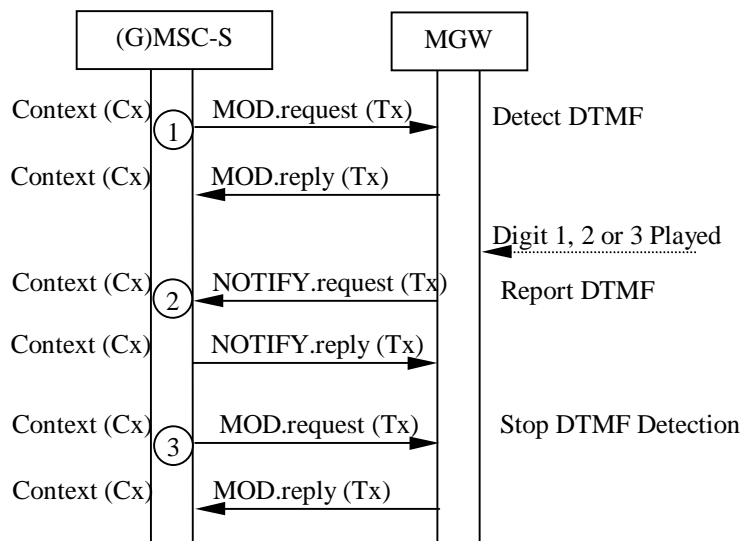 (G)MSC-S MGW
Context (Cx) 1 MOD.request (Tx) Detect DTMF
Context (Cx) MOD.reply (Tx)
Digit 1, 2 or 3 Played
Context (Cx) 2 NOTIFY.request (Tx) Report DTMF
Context (Cx) NOTIFY.reply (Tx)
Context (Cx) 3 MOD.request (Tx) Stop DTMF Detection
Context (Cx) MOD.reply (Tx)